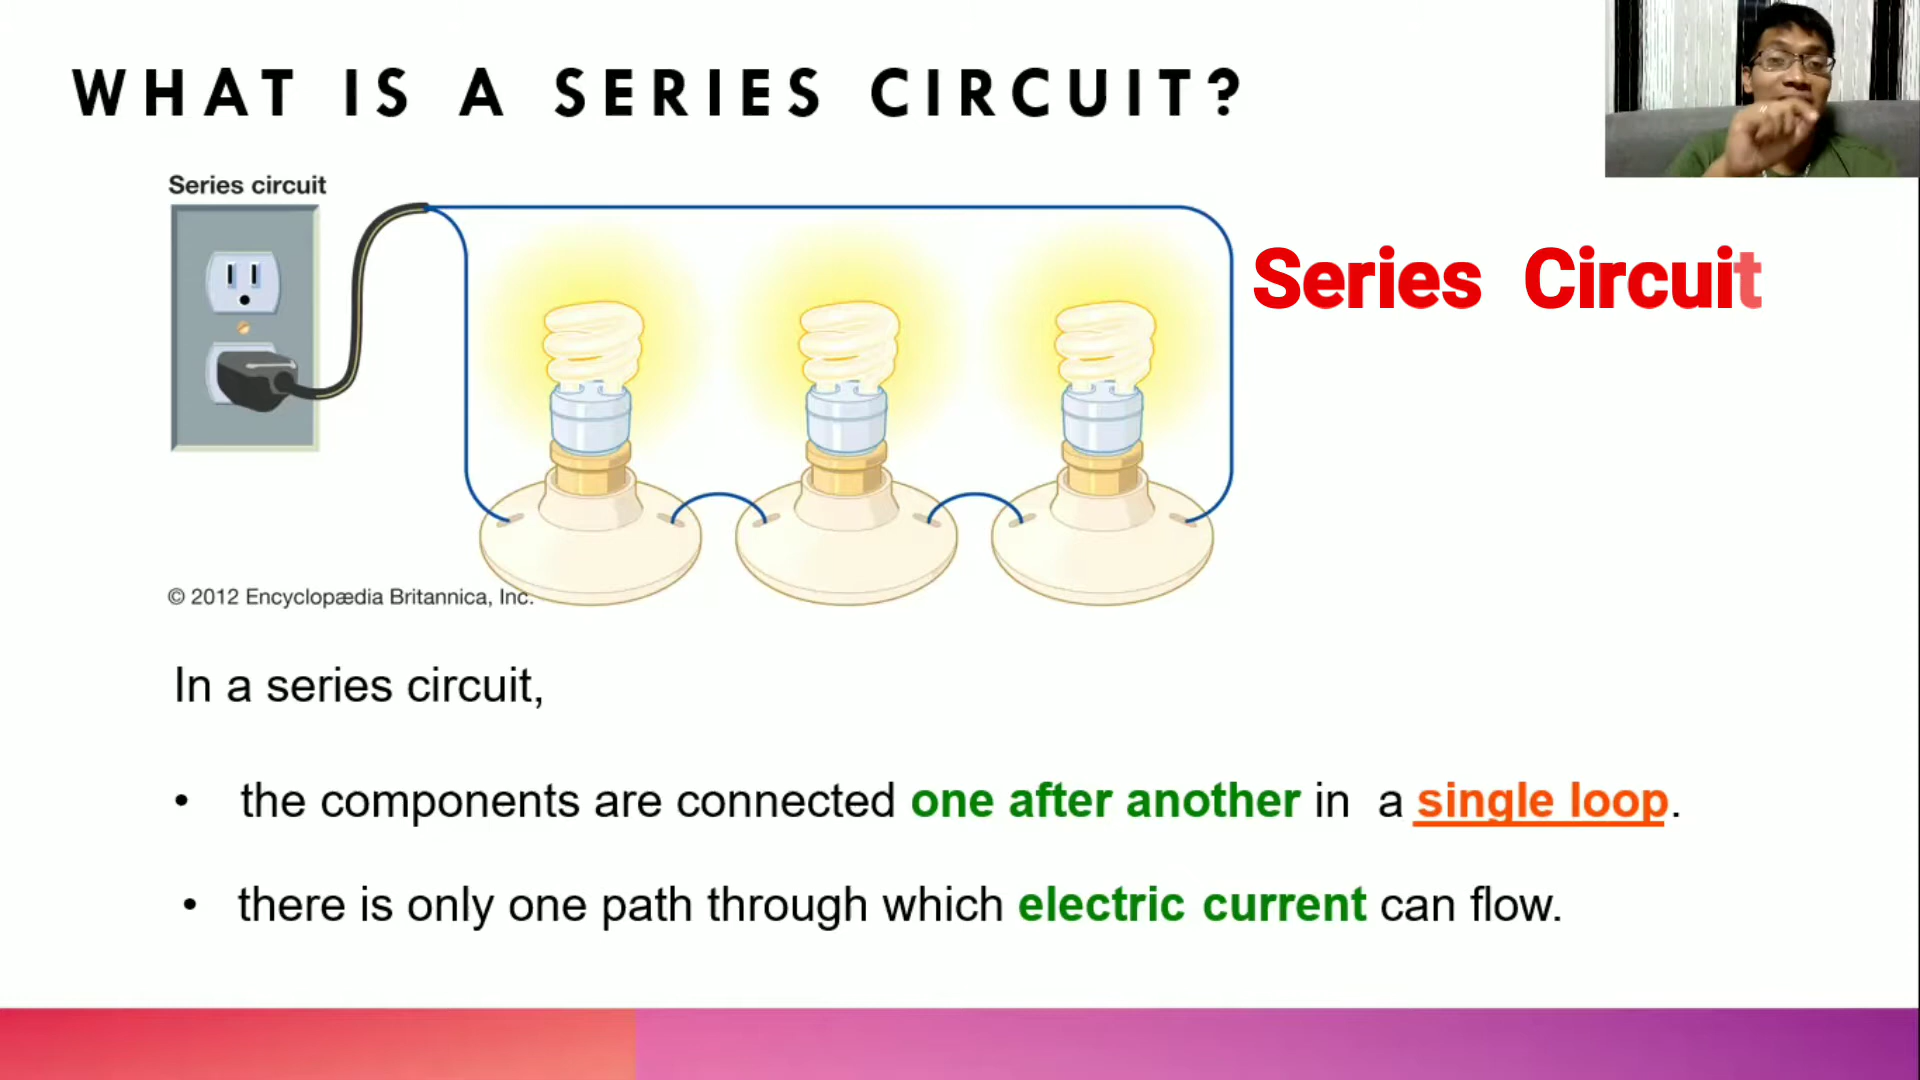 WHAT IS A SERIES CIRCUIT?
Series circuit
Series Circuit
© 2012 Encyclopædia Britannica, Inc.
In a series circuit,
• the components are connected one after another in a single loop.
• there is only one path through which electric current can flow.